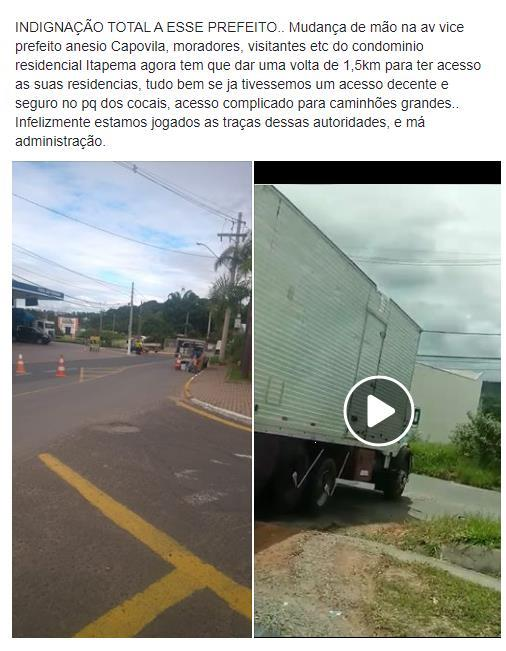 INDIGNAÇÃO TOTAL A ESSE PREFEITO.. Mudança de mão na av vice
prefeito anesio Capovila, moradores, visitantes etc do condominio
residencial Itapema agora tem que dar uma volta de 1,5km para ter acesso
as suas residencias, tudo bem se ja tivessemos um acesso decente e
seguro no pq dos cocais, acesso complicado para caminhões grandes..
Infelizmente estamos jogados as traças dessas autoridades, e má
administração.